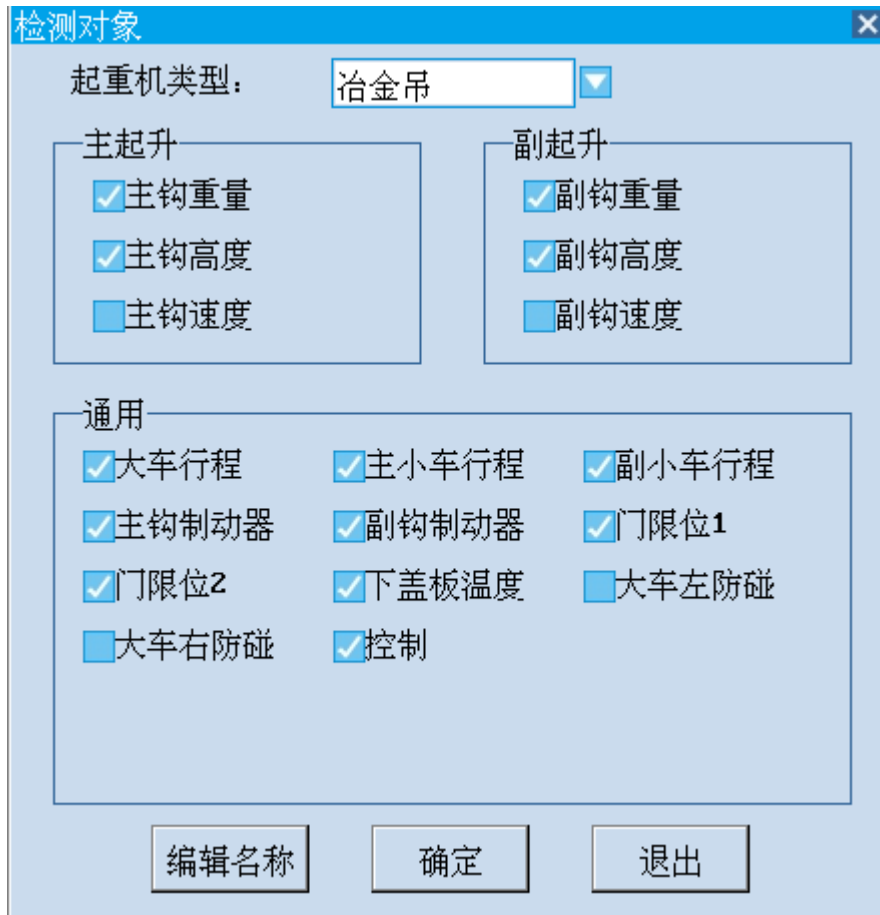 检测对象
起重机类型： 冶金吊
主起升 副起升
主钩重量 副钩重量
主钩高度 副钩高度
主钩速度 副钩速度
通用
大车行程 主小车行程 副小车行程
主钩制动器 副钩制动器 门限位1
门限位2 下盖板温度 大车左防碰
大车右防碰 控制
编辑名称 确定 退出